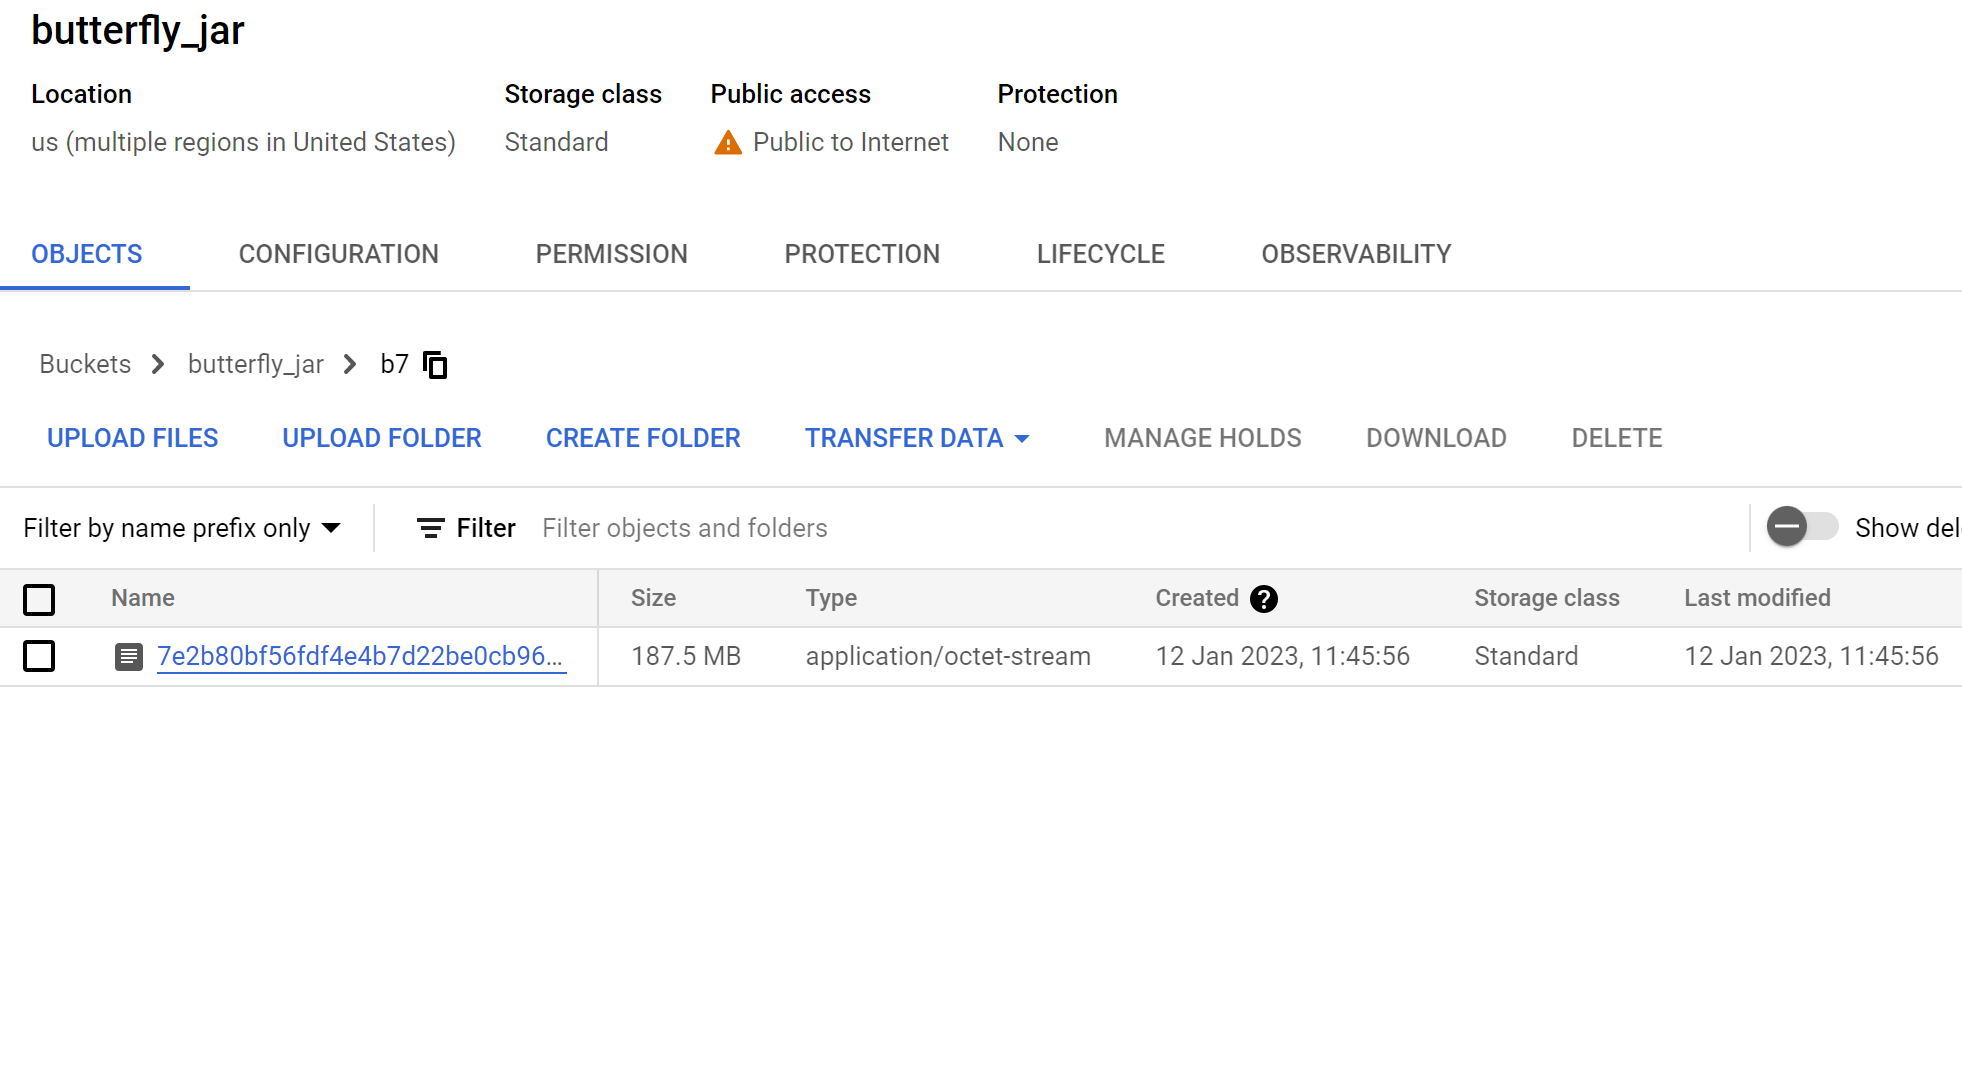 butterfly_jar
Location Storage class Public access Protection
us (multiple regions in United States) Standard Public to Internet None
OBJECTS CONFIGURATION PERMISSION PROTECTION LIFECYCLE OBSERVABILITY
Buckets butterfly_jar b7
UPLOAD FILES UPLOAD FOLDER CREATE FOLDER TRANSFER DATA MANAGE HOLDS DOWNLOAD DELETE
Filter by name prefix only Filter Filter objects and folders Show del
Name Size Type Created ? Storage class Last modified
7e2b80bf56fdf4e4b7d22be0cb96... 187.5 MB application/octet-stream 12 Jan 2023, 11:45:56 Standard 12 Jan 2023, 11:45:56